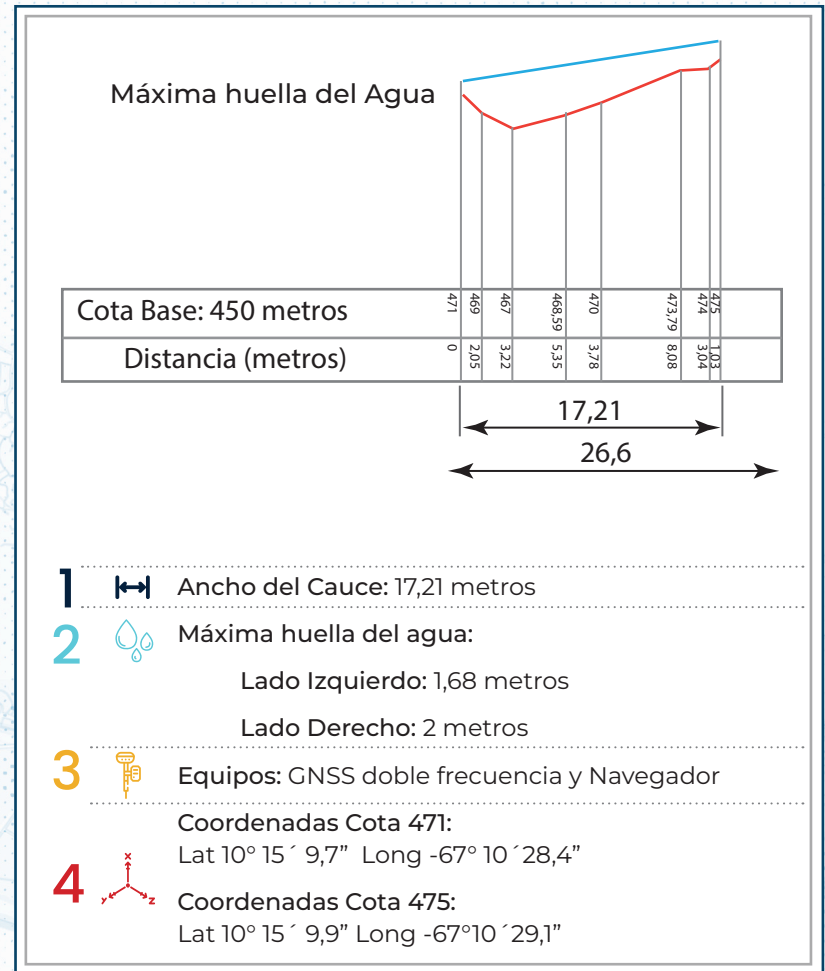 Máxima huella del Agua
Cota Base: 450 metros 471 469 467 468,59 470 473,79 474 475
Distancia (metros) 0 2,05 3,22 5,35 3,78 8,08 3,04 1,03
17,21
26,6
1 Ancho del Cauce: 17,21 metros
2 Máxima huella del agua:
Lado Izquierdo: 1,68 metros
Lado Derecho: 2 metros
3 Equipos: GNSS doble frecuencia y Navegador
4 Coordenadas Cota 471:
Lat 10° 15´ 9,7” Long -67° 10´28,4”
Coordenadas Cota 475:
Lat 10° 15´ 9,9” Long -67°10´29,1”
x
y z